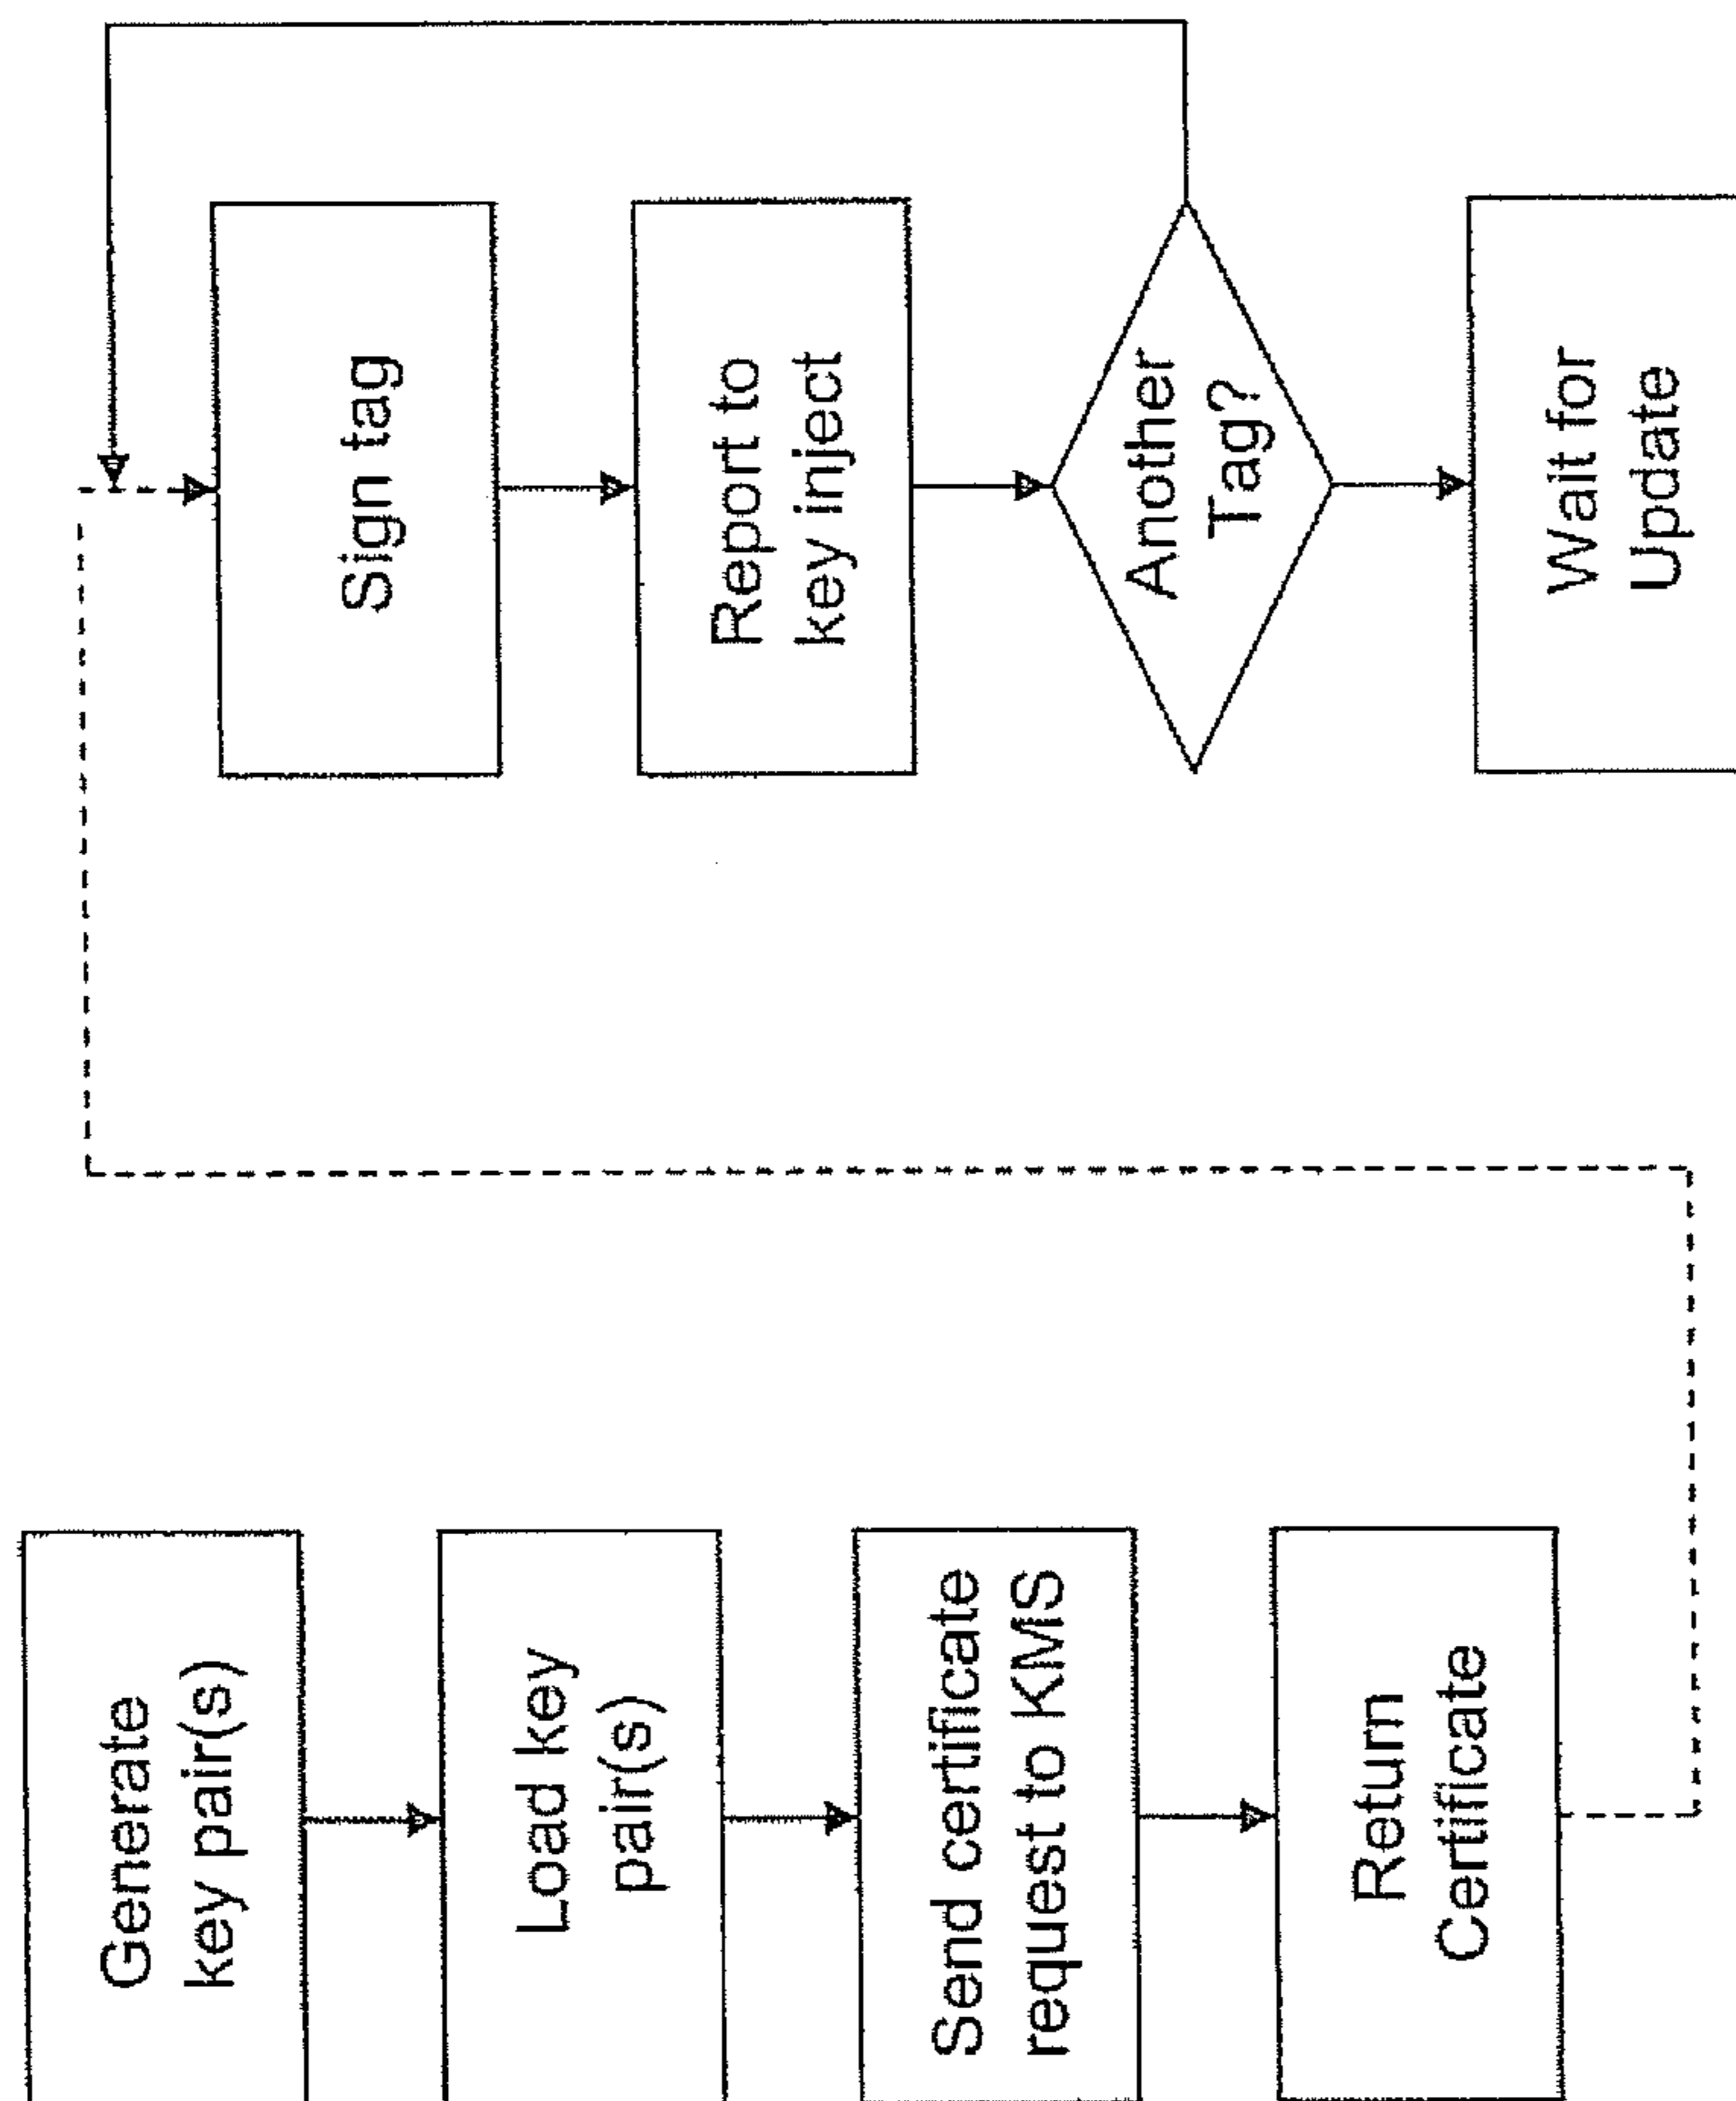 Generate
key pair(s)
Load key
pair(s)
Send certificate
request to KMS
Return
Certificate
Sign tag
Report to
key inject
Another
Tag?
Wait for
Update